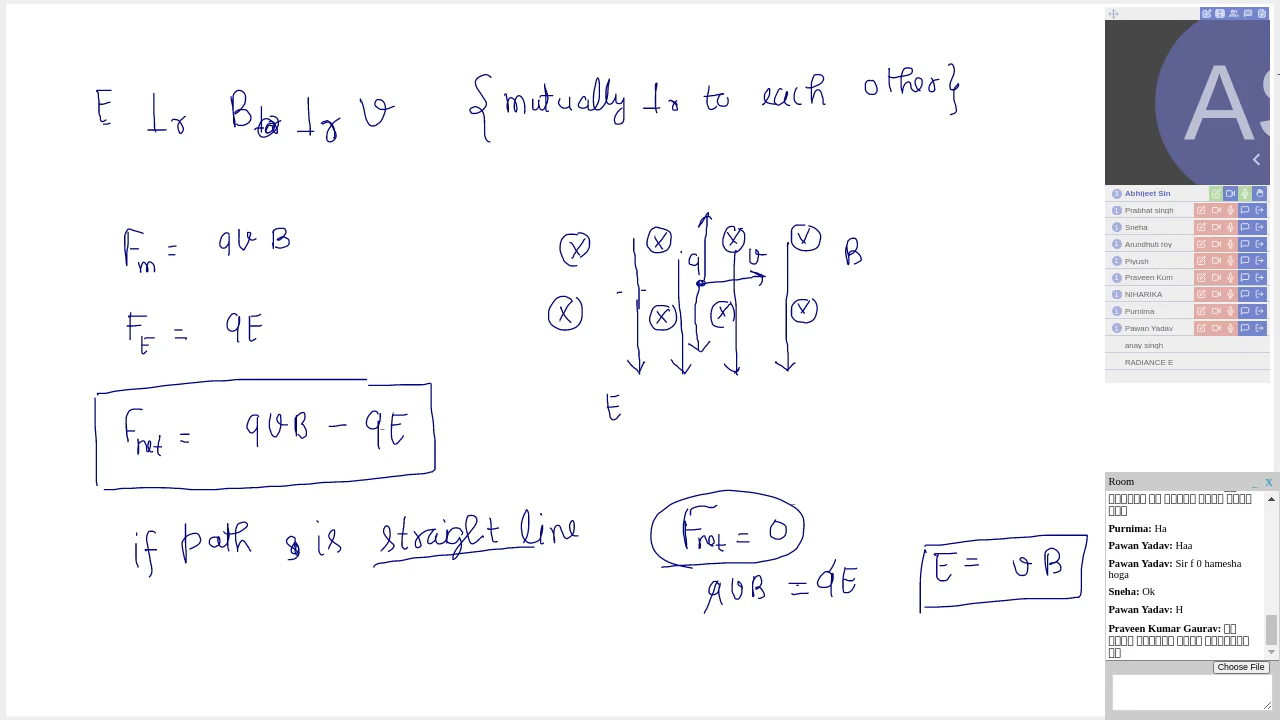 E ⊥r B ⊥r v {mutually ⊥r to each other}
Fm = qvB
FE = qE
Fnet = qvB - qE
q v B
E
if path is straight line
Fnet = 0
qvB = qE
E = vB
AS
Abhijeet Sin
Prabhat singh
Sneha
Arundhuti roy
Piyush
Praveen Kum
NIHARIKA
Purnima
Pawan Yadav
anay singh
RADIANCE E
Room _ X
Purnima: Ha
Pawan Yadav: Haa
Pawan Yadav: Sir f 0 hamesha
hoga
Sneha: Ok
Pawan Yadav: H
Praveen Kumar Gaurav:
Choose File